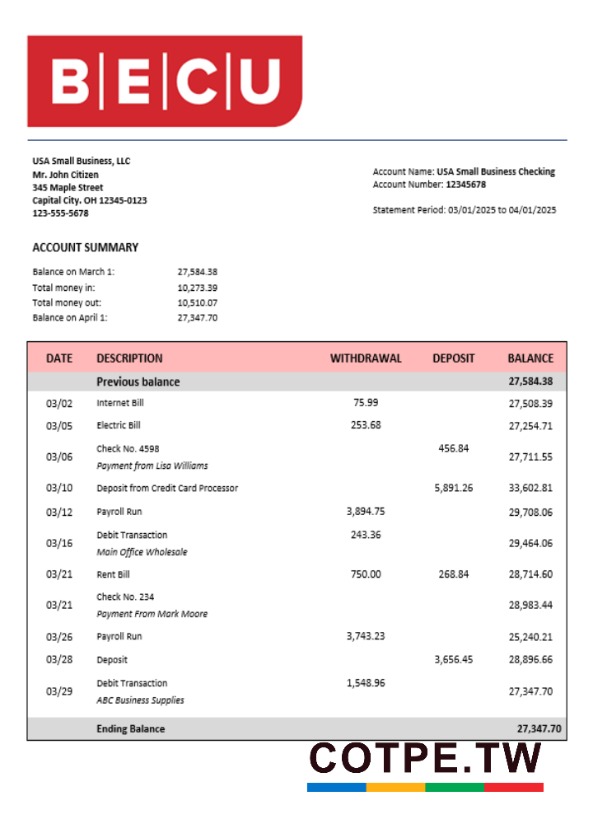 B|E|C|U
USA Small Business, LLC
Mr. John Citizen
345 Maple Street
Capital City. OH 12345-0123
123-555-5678
Account Name: USA Small Business Checking
Account Number: 12345678
Statement Period: 03/01/2025 to 04/01/2025
ACCOUNT SUMMARY
Balance on March 1: 27,584.38
Total money in: 10,273.39
Total money out: 10,510.07
Balance on April 1: 27,347.70
DATE DESCRIPTION WITHDRAWAL DEPOSIT BALANCE
Previous balance 27,584.38
03/02 Internet Bill 75.99 27,508.39
03/05 Electric Bill 253.68 27,254.71
03/06 Check No. 4598 456.84 27,711.55
Payment from Lisa Williams
03/10 Deposit from Credit Card Processor 5,891.26 33,602.81
03/12 Payroll Run 3,894.75 29,708.06
03/16 Debit Transaction 243.36 29,464.06
Main Office Wholesale
03/21 Rent Bill 750.00 268.84 28,714.60
03/21 Check No. 234 28,983.44
Payment From Mark Moore
03/26 Payroll Run 3,743.23 25,240.21
03/28 Deposit 3,656.45 28,896.66
03/29 Debit Transaction 1,548.96 27,347.70
ABC Business Supplies
Ending Balance 27,347.70
COTPE.TW